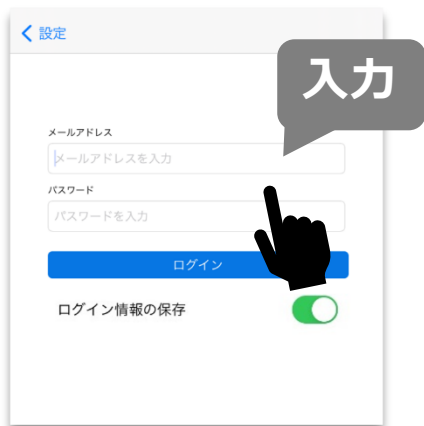 設定
入力
メールアドレス
メールアドレスを入力
パスワード
パスワードを入力
ログイン
ログイン情報の保存